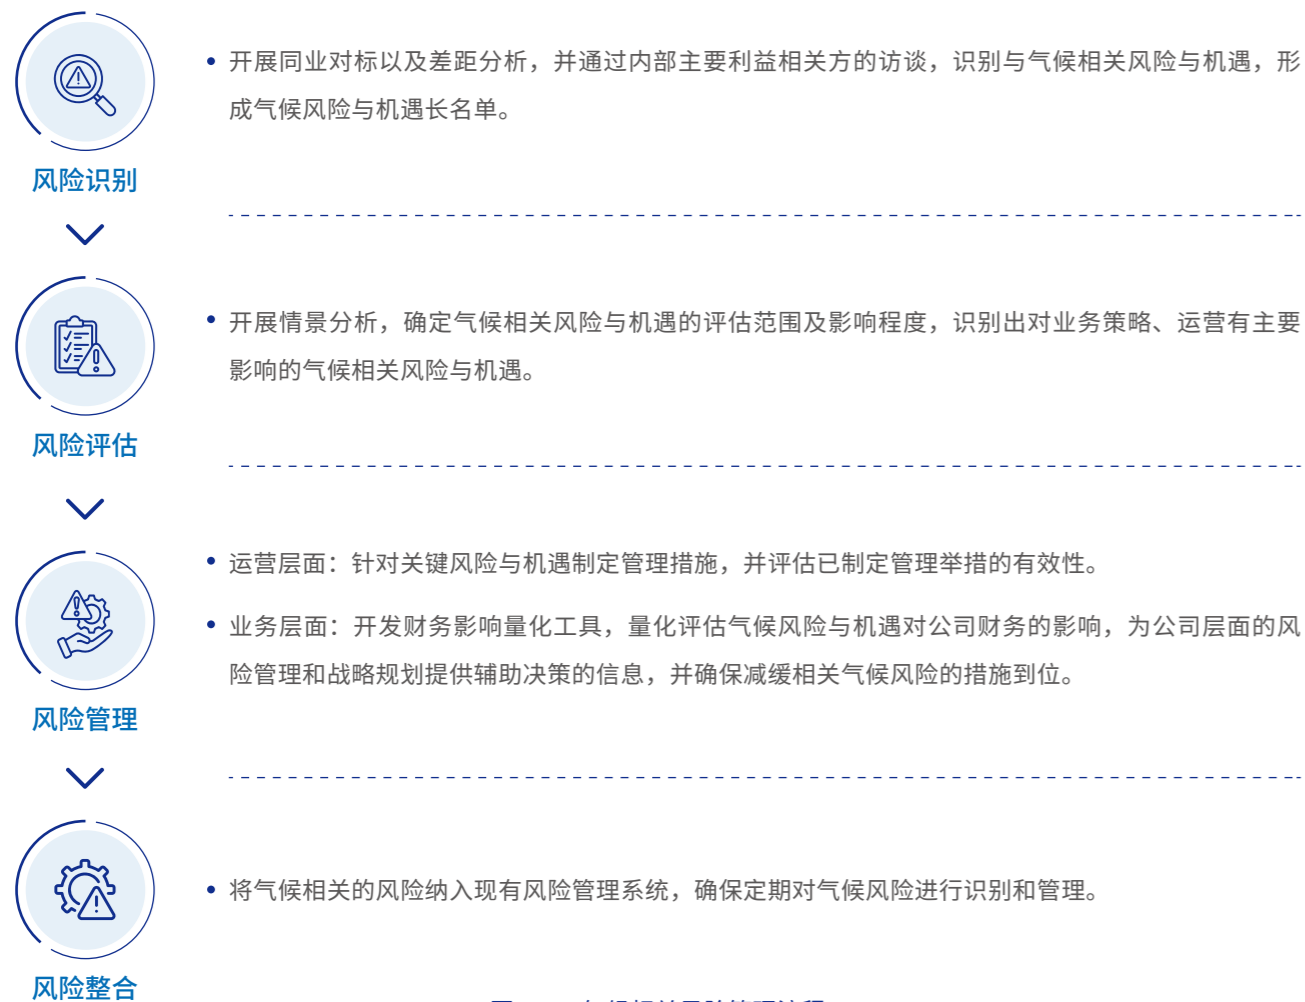 • 开展同业对标以及差距分析，并通过内部主要利益相关方的访谈，识别与气候相关风险与机遇，形
成气候风险与机遇长名单。
风险识别
• 开展情景分析，确定气候相关风险与机遇的评估范围及影响程度，识别出对业务策略、运营有主要
影响的气候相关风险与机遇。
风险评估
• 运营层面：针对关键风险与机遇制定管理措施，并评估已制定管理举措的有效性。
• 业务层面：开发财务影响量化工具，量化评估气候风险与机遇对公司财务的影响，为公司层面的风
险管理和战略规划提供辅助决策的信息，并确保减缓相关气候风险的措施到位。
风险管理
• 将气候相关的风险纳入现有风险管理系统，确保定期对气候风险进行识别和管理。
风险整合